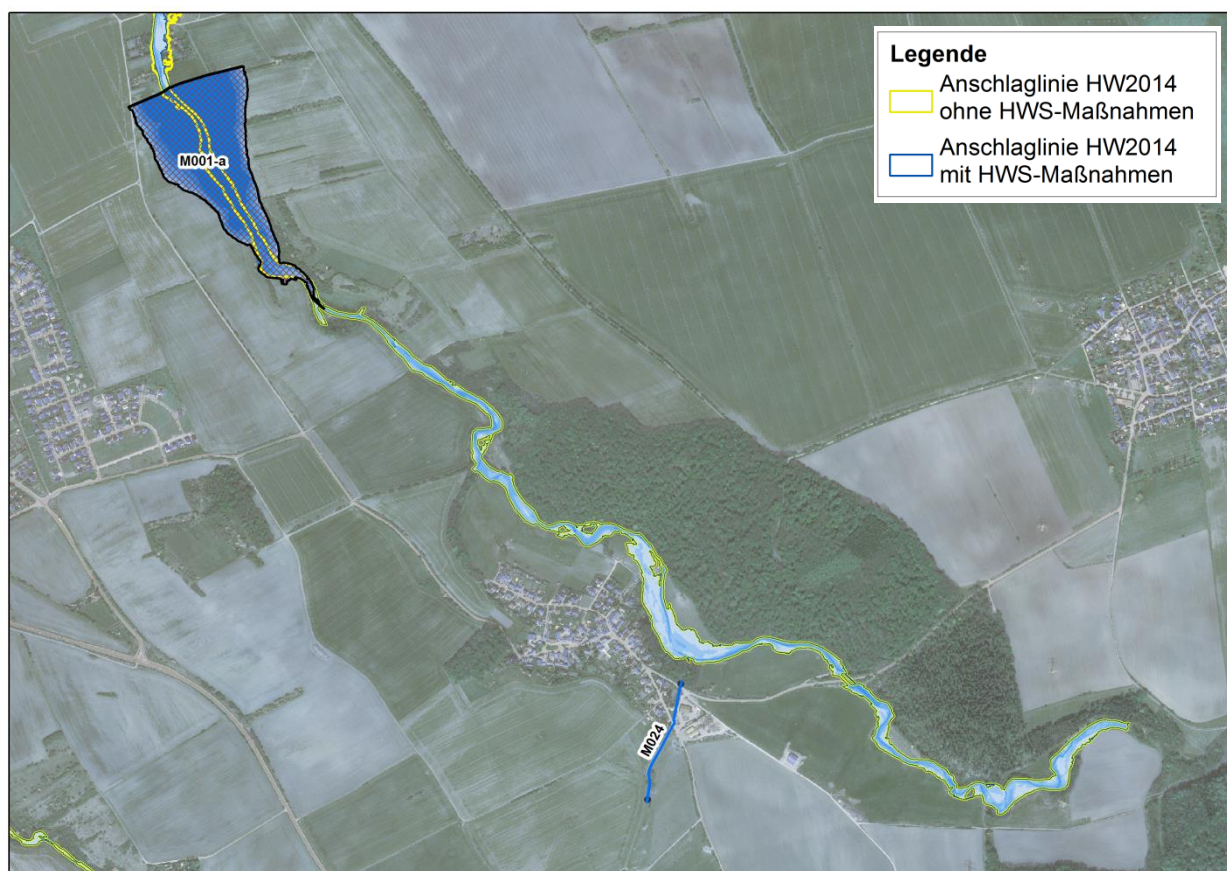 Legende
Anschlaglinie HW2014
ohne HWS-Maßnahmen
Anschlaglinie HW2014
mit HWS-Maßnahmen
M001-a
M024